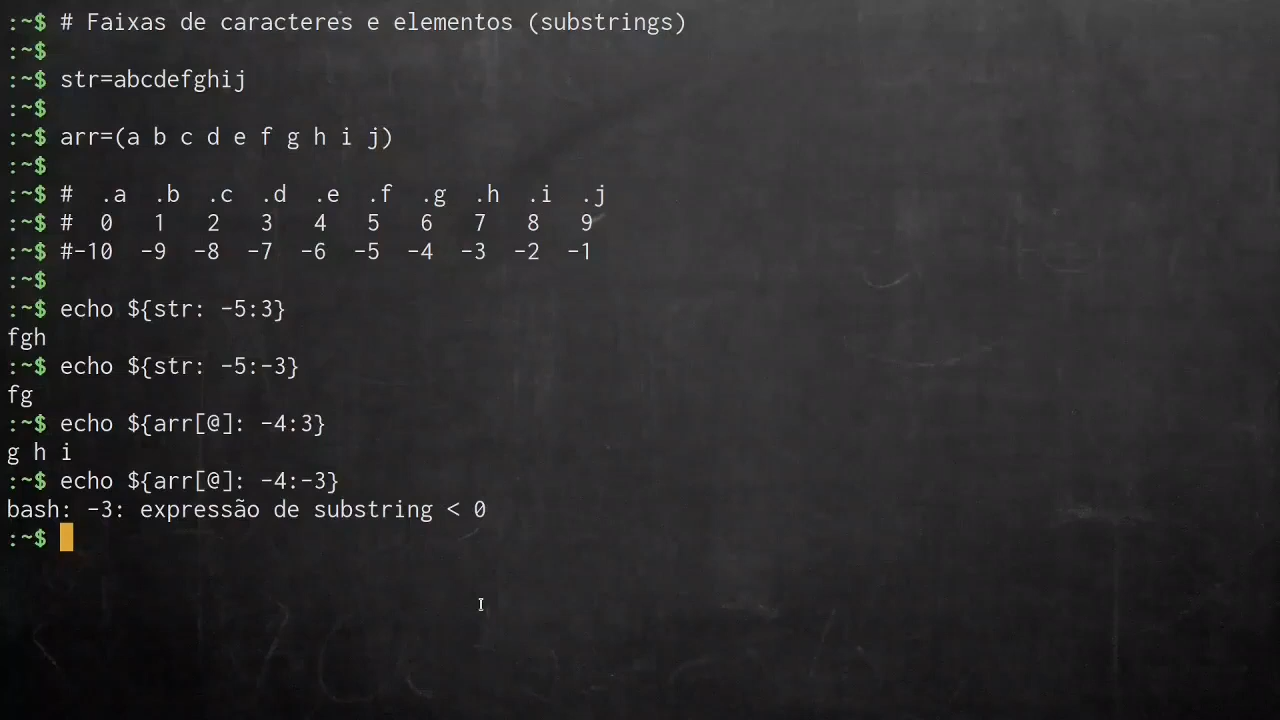 :~$ # Faixas de caracteres e elementos (substrings)
:~$
:~$ str=abcdefghij
:~$
:~$ arr=(a b c d e f g h i j)
:~$
:~$ #  .a  .b  .c  .d  .e  .f  .g  .h  .i  .j
:~$ #  0   1   2   3   4   5   6   7   8   9
:~$ #-10  -9  -8  -7  -6  -5  -4  -3  -2  -1
:~$
:~$ echo ${str: -5:3}
fgh
:~$ echo ${str: -5:-3}
fg
:~$ echo ${arr[@]: -4:3}
g h i
:~$ echo ${arr[@]: -4:-3}
bash: -3: expressão de substring < 0
:~$